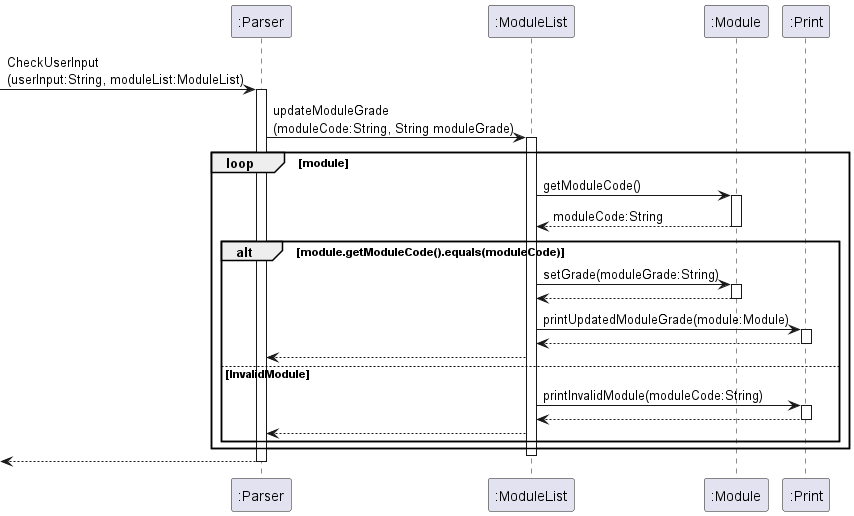 :Parser :ModuleList :Module :Print
CheckUserInput
(userInput:String, moduleList:ModuleList)
updateModuleGrade
(moduleCode:String, String moduleGrade)
loop [module]
getModuleCode()
moduleCode:String
alt [module.getModuleCode().equals(moduleCode)]
setGrade(moduleGrade:String)
printUpdatedModuleGrade(module:Module)
[InvalidModule]
printInvalidModule(moduleCode:String)
:Parser :ModuleList :Module :Print